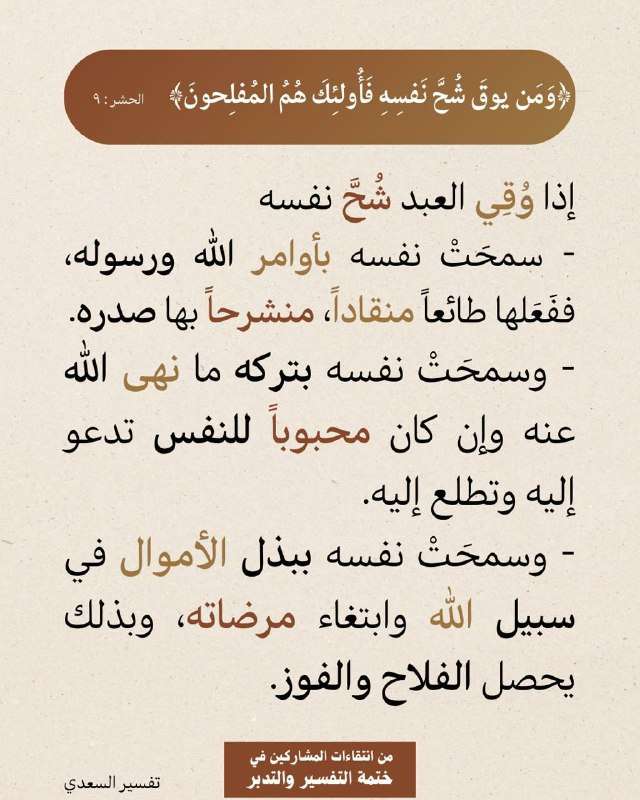 ﴿وَمَن يوقَ شُحَّ نَفسِهِ فَأُولئِكَ هُمُ المُفلِحونَ﴾ الحشر: ٩
إذا وُقِي العبد شُحَّ نفسه
- سمحَتْ نفسه بأوامر الله ورسوله،
ففَعَلها طائعاً منقاداً، منشرحاً بها صدره.
- وسمحَتْ نفسه بتركه ما نهى الله
عنه وإن كان محبوباً للنفس تدعو
إليه وتطلع إليه.
- وسمحَتْ نفسه ببذل الأموال في
سبيل الله وابتغاء مرضاته، وبذلك
يحصل الفلاح والفوز.
من انتقاءات المشاركين في
ختمة التفسير والتدبر
تفسير السعدي